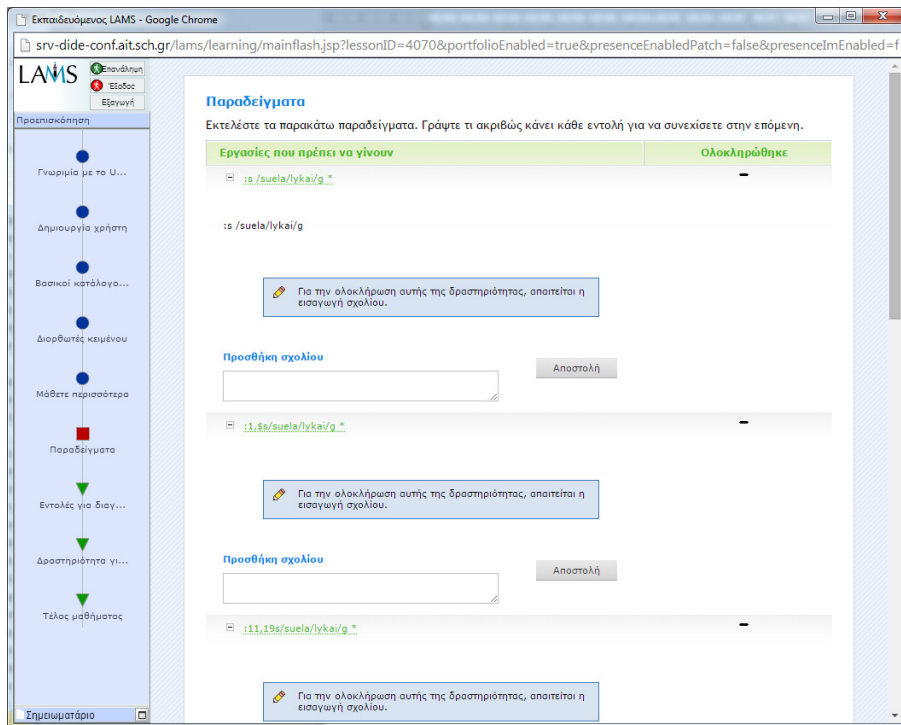 Εκπαιδευόμενος LAMS - Google Chrome
srv-dide-conf.ait.sch.gr/lams/learning/mainflash.jsp?lessonID=4070&portfolioEnabled=true&presenceEnabledPatch=false&presenceImEnabled=f
LAMS
Επανάληψη
Έξοδος
Εξαγωγή
Προεπισκόπηση
Γνωριμία με το U...
Δημιουργία χρήστη
Βασικοί κατάλογο...
Διορθωτές κειμένου
Μάθετε περισσότερα
Παραδείγματα
Εντολές για διαγ...
Δραστηριότητα γι...
Τέλος μαθήματος
Σημειωματάριο
Παραδείγματα
Εκτελέστε τα παρακάτω παραδείγματα. Γράψτε τι ακριβώς κάνει κάθε εντολή για να συνεχίσετε στην επόμενη.
Εργασίες που πρέπει να γίνουν Ολοκληρώθηκε
:s /suela/lykai/g *
:s /suela/lykai/g
Για την ολοκλήρωση αυτής της δραστηριότητας, απαιτείται η
εισαγωγή σχολίου.
Προσθήκη σχολίου
Αποστολή
:1,$s/suela/lykai/g *
Για την ολοκλήρωση αυτής της δραστηριότητας, απαιτείται η
εισαγωγή σχολίου.
Προσθήκη σχολίου
Αποστολή
:11,19s/suela/lykai/g *
Για την ολοκλήρωση αυτής της δραστηριότητας, απαιτείται η
εισαγωγή σχολίου.